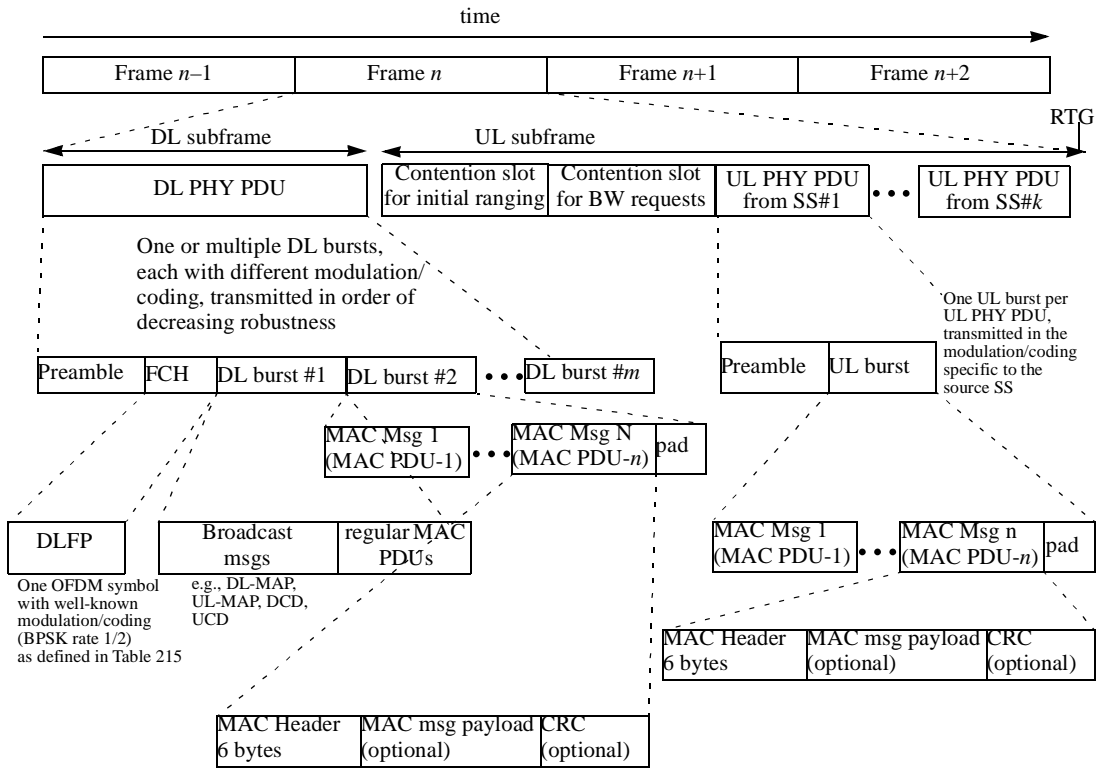 time
Frame n–1
Frame n
Frame n+1
Frame n+2
RTG
DL subframe
UL subframe
DL PHY PDU
Contention slot
for initial ranging
Contention slot
for BW requests
UL PHY PDU
from SS#1
•••
UL PHY PDU
from SS#k
One or multiple DL bursts,
each with different modulation/
coding, transmitted in order of
decreasing robustness
One UL burst per
UL PHY PDU,
transmitted in the
modulation/coding
specific to the
source SS
Preamble
FCH
DL burst #1
DL burst #2
•••
DL burst #m
Preamble
UL burst
MAC Msg 1
(MAC PDU-1)
•••
MAC Msg N
(MAC PDU-n)
pad
DLFP
Broadcast
msgs
regular MAC
PDUs
MAC Msg 1
(MAC PDU-1)
•••
MAC Msg n
(MAC PDU-n)
pad
One OFDM symbol
with well-known
modulation/coding
(BPSK rate 1/2)
as defined in Table 215
e.g., DL-MAP,
UL-MAP, DCD,
UCD
MAC Header
6 bytes
MAC msg payload
(optional)
CRC
(optional)
MAC Header
6 bytes
MAC msg payload
(optional)
CRC
(optional)